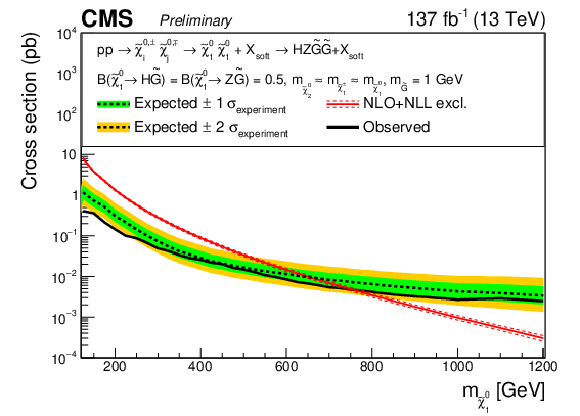 CMS Preliminary 137 fb⁻¹ (13 TeV)
pp → χ̃ᵢ⁰,± χ̃ⱼ⁰,∓ → χ̃₁⁰ χ̃₁⁰ + X_soft → HZG̃G̃+X_soft
B(χ̃₁⁰→ HG̃) = B(χ̃₁⁰→ ZG̃) = 0.5, m_χ̃₂⁰ ≈ m_χ̃₁± ≈ m_χ̃₁⁰, m_G̃ = 1 GeV
Expected ± 1 σ_experiment NLO+NLL excl.
Expected ± 2 σ_experiment Observed
Cross section (pb)
10⁴
10³
10²
10
1
10⁻¹
10⁻²
10⁻³
10⁻⁴
200 400 600 800 1000 1200
m_χ̃₁⁰ [GeV]